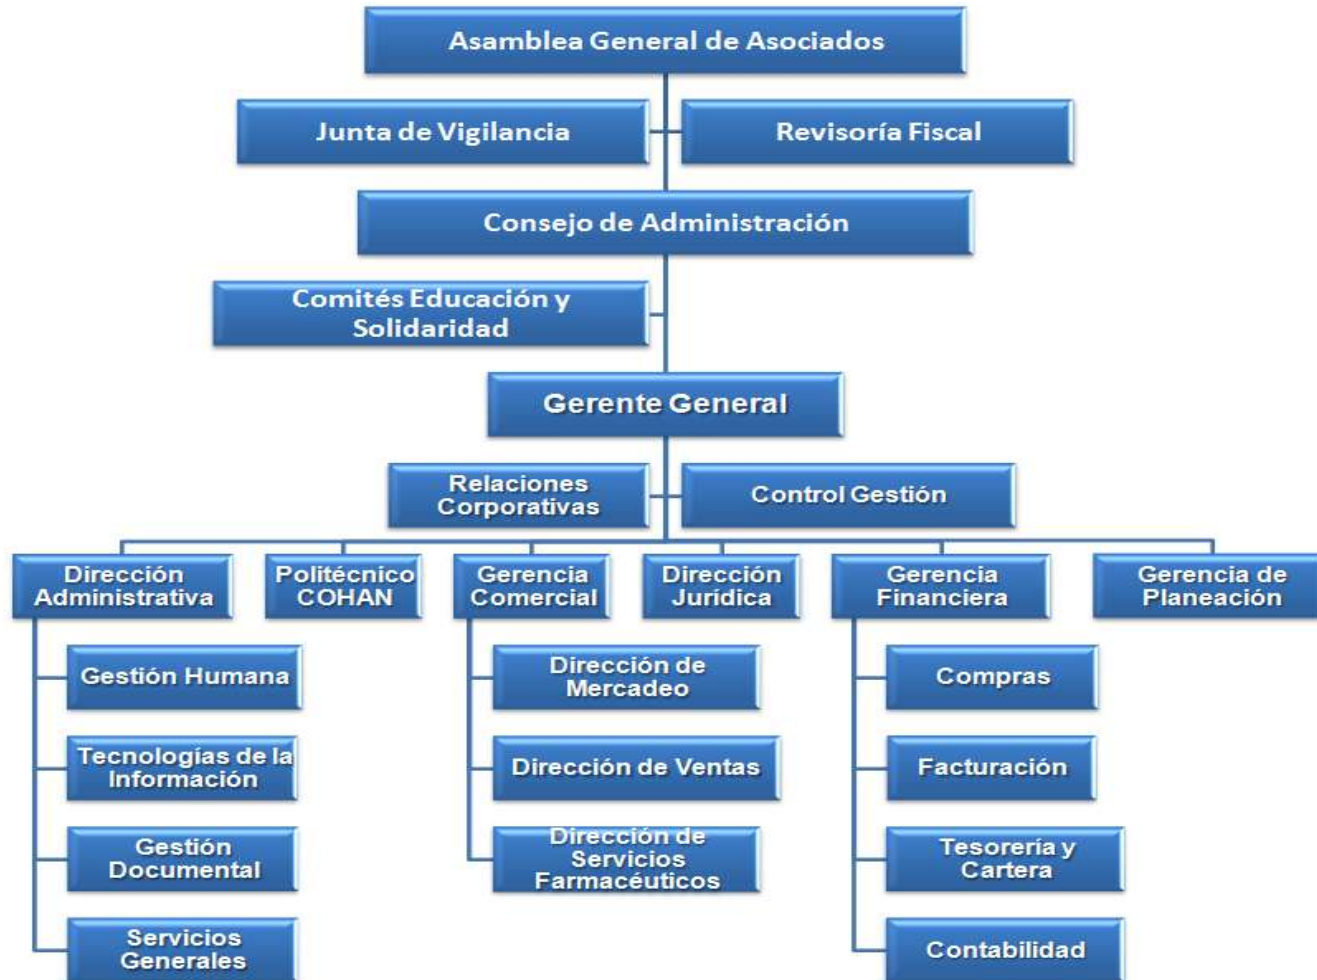 Asamblea General de Asociados
Junta de Vigilancia
Revisoría Fiscal
Consejo de Administración
Comités Educación y
Solidaridad
Gerente General
Relaciones
Corporativas
Control Gestión
Dirección
Administrativa
Politécnico
COHAN
Gerencia
Comercial
Dirección
Jurídica
Gerencia
Financiera
Gerencia de
Planeación
Gestión Humana
Tecnologías de la
Información
Gestión
Documental
Servicios
Generales
Dirección de
Mercadeo
Dirección de Ventas
Dirección de
Servicios
Farmacéuticos
Compras
Facturación
Tesorería y
Cartera
Contabilidad